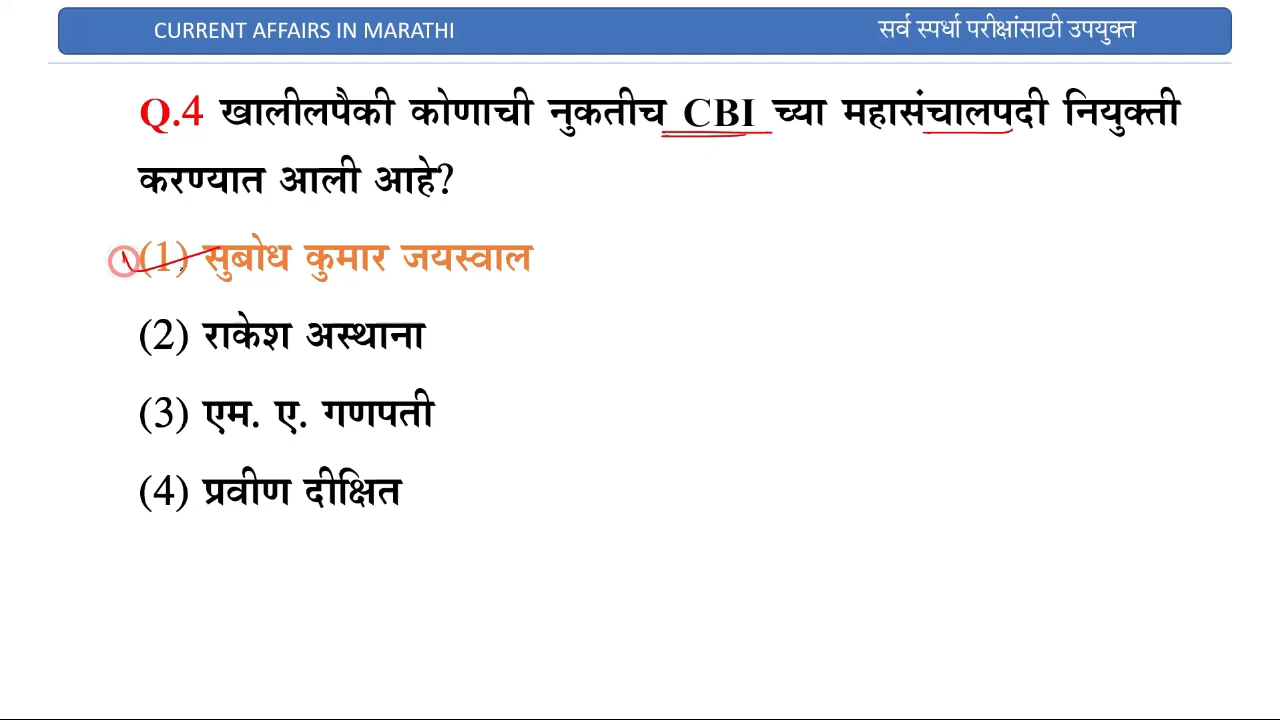 CURRENT AFFAIRS IN MARATHI
सर्व स्पर्धा परीक्षांसाठी उपयुक्त
Q.4 खालीलपैकी कोणाची नुकतीच CBI च्या महासंचालपदी नियुक्ती
करण्यात आली आहे?
(1) सुबोध कुमार जयस्वाल
(2) राकेश अस्थाना
(3) एम. ए. गणपती
(4) प्रवीण दीक्षित